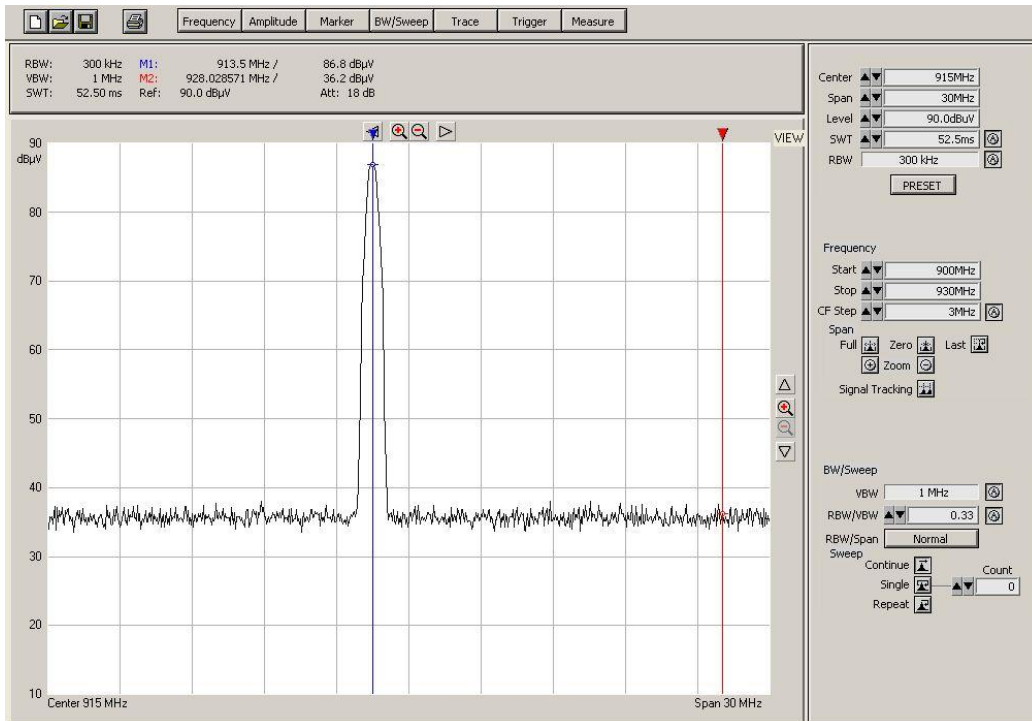 Frequency Amplitude Marker BW/Sweep Trace Trigger Measure
RBW: 300 kHz M1: 913.5 MHz / 86.8 dBµV
VBW: 1 MHz M2: 928.028571 MHz / 36.2 dBµV
SWT: 52.50 ms Ref: 90.0 dBµV Att: 18 dB
VIEW
90
dBµV
80
70
60
50
40
30
20
10
Center 915 MHz Span 30 MHz
Center 915MHz
Span 30MHz
Level 90.0dBuV
SWT 52.5ms
RBW 300 kHz
PRESET
Frequency
Start 900MHz
Stop 930MHz
CF Step 3MHz
Span
Full Zero Last
Zoom
Signal Tracking
BW/Sweep
VBW 1 MHz
RBW/VBW 0.33
RBW/Span Normal
Sweep
Continue Count
Single 0
Repeat